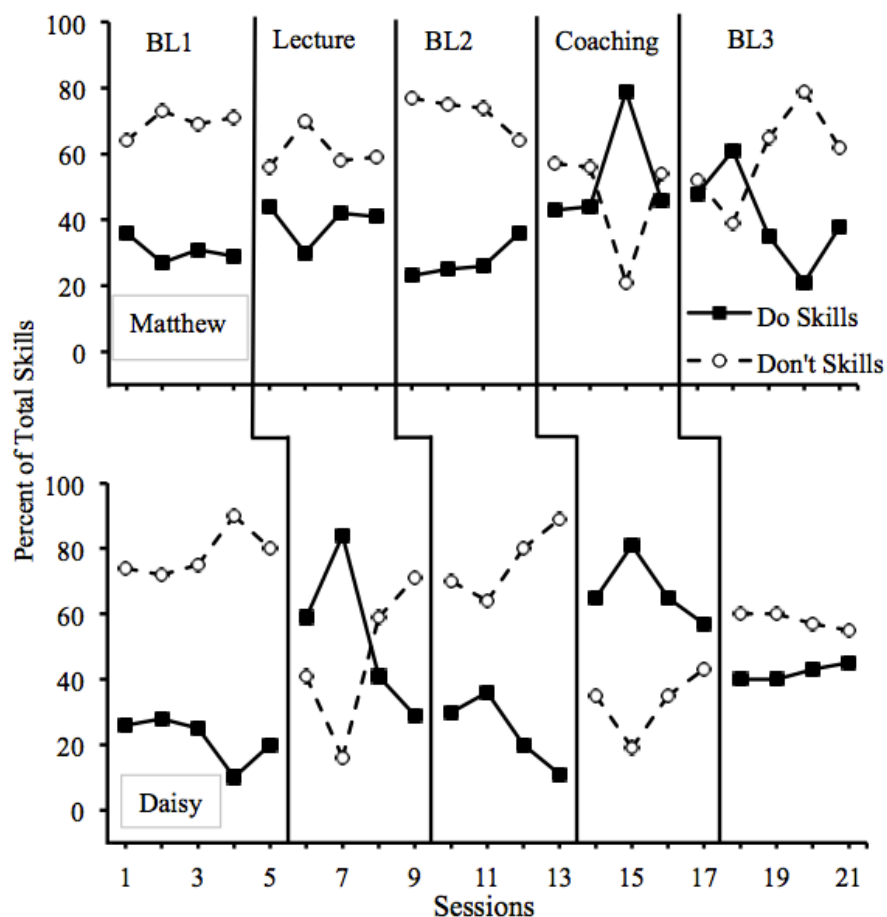 BL1 Lecture BL2 Coaching BL3
100
80
60
40
20
0
Matthew
Do Skills
Don't Skills
Percent of Total Skills
100
80
60
40
20
0
Daisy
1 3 5 7 9 11 13 15 17 19 21
Sessions